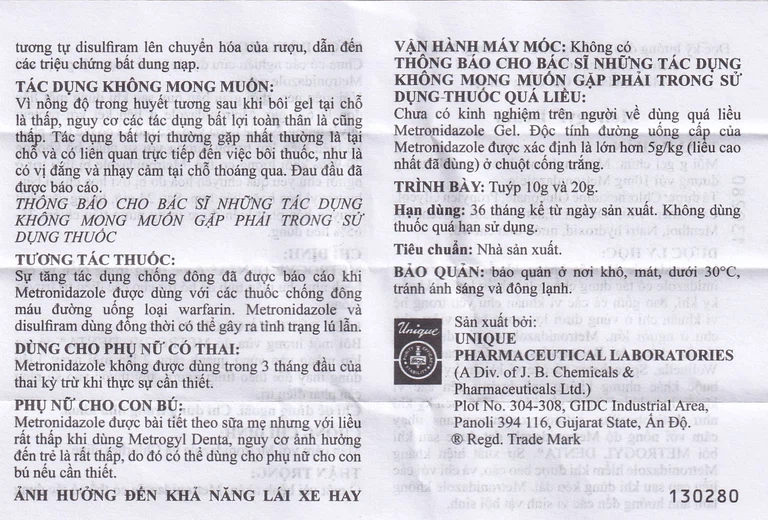 tương tự disulfiram lên chuyển hóa của rượu, dẫn đến
các triệu chứng bất dung nạp.
TÁC DỤNG KHÔNG MONG MUỐN:
Vì nồng độ trong huyết tương sau khi bôi gel tại chỗ
là thấp, nguy cơ các tác dụng bất lợi toàn thân là cũng
thấp. Tác dụng bất lợi thường gặp nhất thường là tại
chỗ và có liên quan trực tiếp đến việc bôi thuốc, như là
có vị đắng và nhạy cảm tại chỗ thoáng qua. Đau đầu đã
được báo cáo.
THÔNG BÁO CHO BÁC SĨ NHỮNG TÁC DỤNG
KHÔNG MONG MUỐN GẶP PHẢI TRONG SỬ
DỤNG THUỐC
TƯƠNG TÁC THUỐC:
Sự tăng tác dụng chống đông đã được báo cáo khi
Metronidazole được dùng với các thuốc chống đông
máu đường uống loại warfarin. Metronidazole và
disulfiram dùng đồng thời có thể gây ra tình trạng lú lẫn.
DÙNG CHO PHỤ NỮ CÓ THAI:
Metronidazole không được dùng trong 3 tháng đầu của
thai kỳ trừ khi thực sự cần thiết.
PHỤ NỮ CHO CON BÚ:
Metronidazole được bài tiết theo sữa mẹ nhưng với liều
rất thấp khi dùng Metrogyl Denta, nguy cơ ảnh hưởng
đến trẻ là rất thấp, do đó có thể dùng cho phụ nữ cho con
bú nếu cần thiết.
ẢNH HƯỞNG ĐẾN KHẢ NĂNG LÁI XE HAY
VẬN HÀNH MÁY MÓC: Không có
THÔNG BÁO CHO BÁC SĨ NHỮNG TÁC DỤNG
KHÔNG MONG MUỐN GẶP PHẢI TRONG SỬ
DỤNG THUỐC QUÁ LIỀU:
Chưa có kinh nghiệm trên người về dùng quá liều
Metronidazole Gel. Độc tính đường uống cấp của
Metronidazole được xác định là lớn hơn 5g/kg (liều cao
nhất đã dùng) ở chuột cống trắng.
TRÌNH BÀY: Tuýp 10g và 20g.
Hạn dùng: 36 tháng kể từ ngày sản xuất. Không dùng
thuốc quá hạn sử dụng.
Tiêu chuẩn: Nhà sản xuất.
BẢO QUẢN: bảo quản ở nơi khô, mát, dưới 30°C,
tránh ánh sáng và động lạnh.
Unique
Sản xuất bởi:
UNIQUE
PHARMACEUTICAL LABORATORIES
(A Div. of J. B. Chemicals &
Pharmaceuticals Ltd.)
Plot No. 304-308, GIDC Industrial Area,
Panoli 394 116, Gujarat State, Ấn Độ.
® Regd. Trade Mark
130280